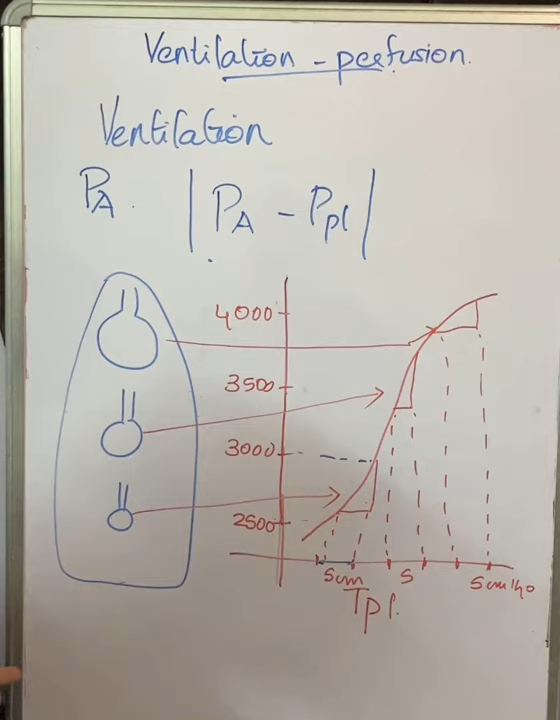 Ventilation - perfusion.
Ventilation
PA. |PA - Ppl|
4000
3500
3000
2500
5cm 5 5cm H2O
Tpl.